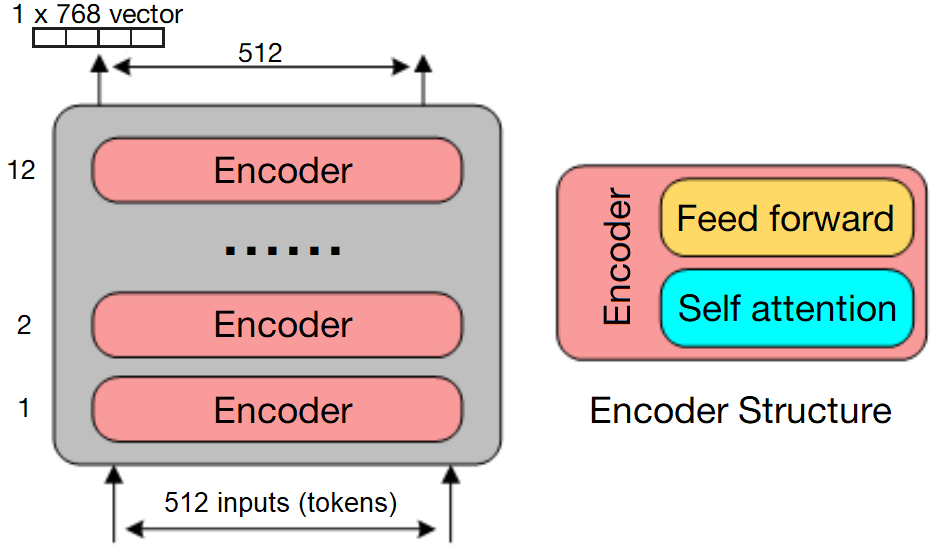 1 x 768 vector
512
12
Encoder
......
2
Encoder
1
Encoder
512 inputs (tokens)
Encoder
Feed forward
Self attention
Encoder Structure